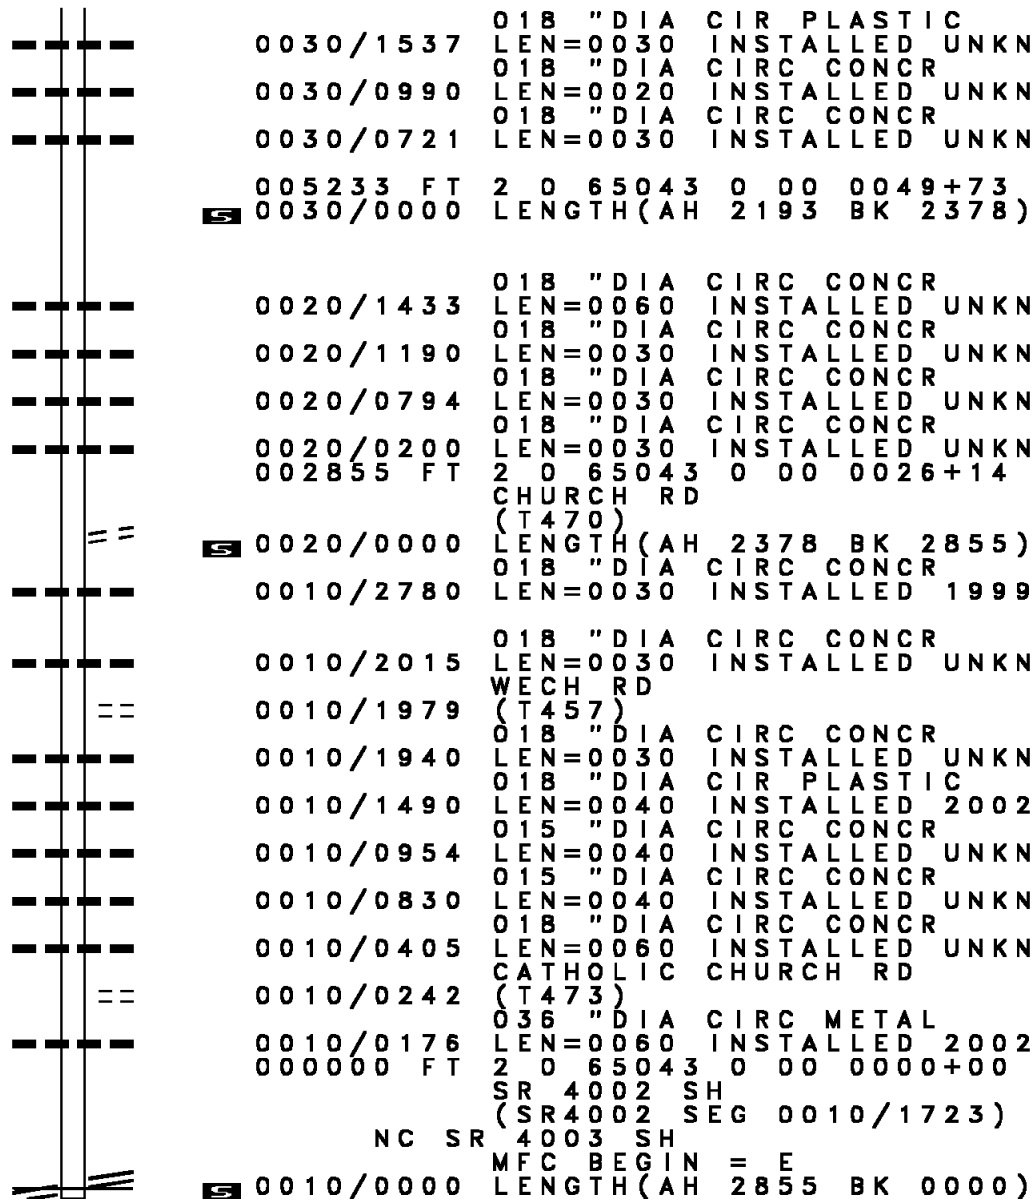 018 "DIA CIR PLASTIC
0030/1537 LEN=0030 INSTALLED UNKN
018 "DIA CIRC CONCR
0030/0990 LEN=0020 INSTALLED UNKN
018 "DIA CIRC CONCR
0030/0721 LEN=0030 INSTALLED UNKN
005233 FT 2 0 65043 0 00 0049+73
S 0030/0000 LENGTH(AH 2193 BK 2378)
018 "DIA CIRC CONCR
0020/1433 LEN=0060 INSTALLED UNKN
018 "DIA CIRC CONCR
0020/1190 LEN=0030 INSTALLED UNKN
018 "DIA CIRC CONCR
0020/0794 LEN=0030 INSTALLED UNKN
018 "DIA CIRC CONCR
0020/0200 LEN=0030 INSTALLED UNKN
002855 FT 2 0 65043 0 00 0026+14
CHURCH RD
(T470)
S 0020/0000 LENGTH(AH 2378 BK 2855)
018 "DIA CIRC CONCR
0010/2780 LEN=0030 INSTALLED 1999
018 "DIA CIRC CONCR
0010/2015 LEN=0030 INSTALLED UNKN
WECH RD
0010/1979 (T457)
018 "DIA CIRC CONCR
0010/1940 LEN=0030 INSTALLED UNKN
018 "DIA CIR PLASTIC
0010/1490 LEN=0040 INSTALLED 2002
015 "DIA CIRC CONCR
0010/0954 LEN=0040 INSTALLED UNKN
015 "DIA CIRC CONCR
0010/0830 LEN=0040 INSTALLED UNKN
018 "DIA CIRC CONCR
0010/0405 LEN=0060 INSTALLED UNKN
CATHOLIC CHURCH RD
0010/0242 (T473)
036 "DIA CIRC METAL
0010/0176 LEN=0060 INSTALLED 2002
000000 FT 2 0 65043 0 00 0000+00
SR 4002 SH
(SR4002 SEG 0010/1723)
NC SR 4003 SH
MFC BEGIN = E
S 0010/0000 LENGTH(AH 2855 BK 0000)